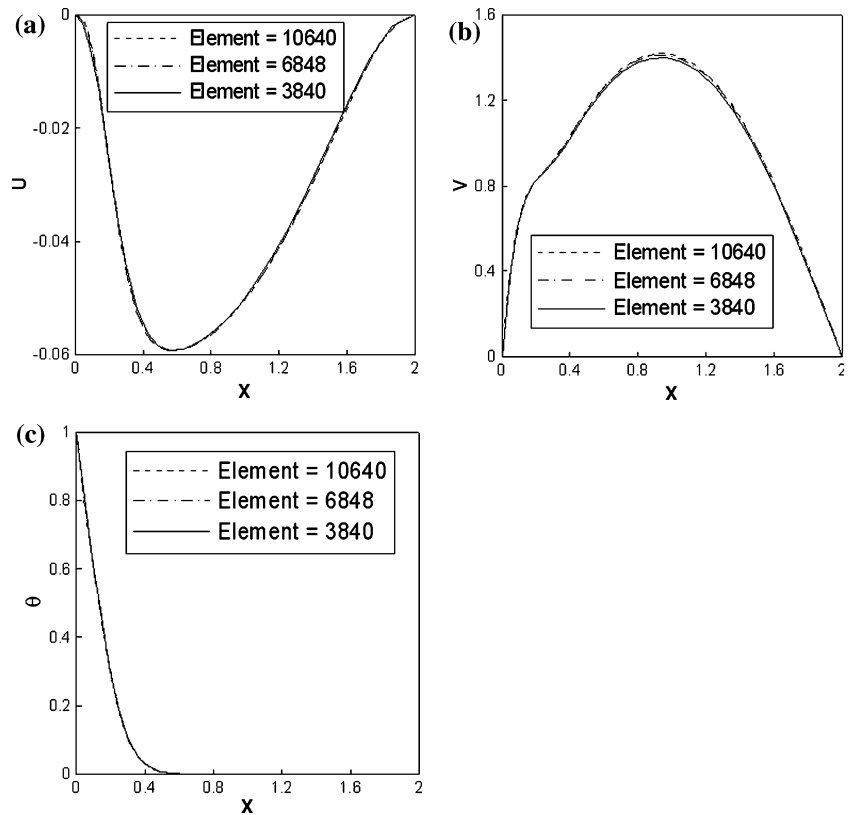 (a)
0
-0.02
-0.04
-0.06
U
Element = 10640
Element = 6848
Element = 3840
0 0.4 0.8 1.2 1.6 2
X
(b)
1.6
1.2
0.8
0.4
0
V
Element = 10640
Element = 6848
Element = 3840
0 0.4 0.8 1.2 1.6 2
X
(c)
1
0.8
0.6
0.4
0.2
0
θ
Element = 10640
Element = 6848
Element = 3840
0 0.4 0.8 1.2 1.6 2
X